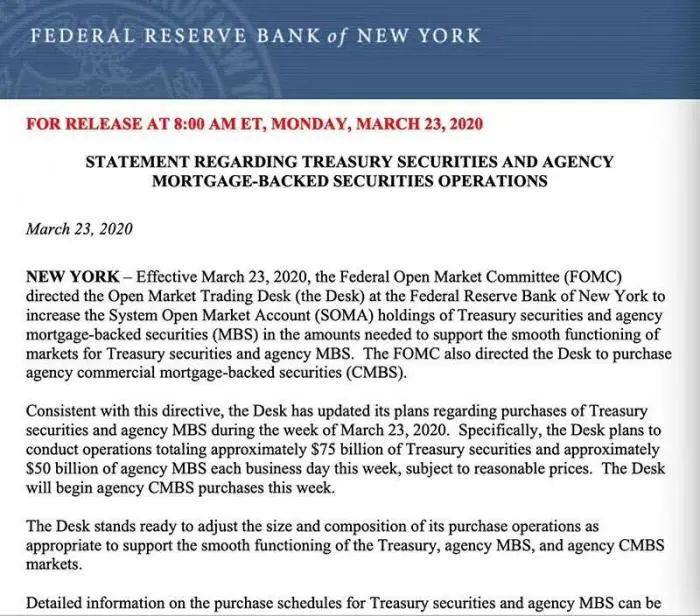 FEDERAL RESERVE BANK of NEW YORK
FOR RELEASE AT 8:00 AM ET, MONDAY, MARCH 23, 2020
STATEMENT REGARDING TREASURY SECURITIES AND AGENCY
MORTGAGE-BACKED SECURITIES OPERATIONS
March 23, 2020
NEW YORK – Effective March 23, 2020, the Federal Open Market Committee (FOMC)
directed the Open Market Trading Desk (the Desk) at the Federal Reserve Bank of New York to
increase the System Open Market Account (SOMA) holdings of Treasury securities and agency
mortgage-backed securities (MBS) in the amounts needed to support the smooth functioning of
markets for Treasury securities and agency MBS.  The FOMC also directed the Desk to purchase
agency commercial mortgage-backed securities (CMBS).
Consistent with this directive, the Desk has updated its plans regarding purchases of Treasury
securities and agency MBS during the week of March 23, 2020.  Specifically, the Desk plans to
conduct operations totaling approximately $75 billion of Treasury securities and approximately
$50 billion of agency MBS each business day this week, subject to reasonable prices.  The Desk
will begin agency CMBS purchases this week.
The Desk stands ready to adjust the size and composition of its purchase operations as
appropriate to support the smooth functioning of the Treasury, agency MBS, and agency CMBS
markets.
Detailed information on the purchase schedules for Treasury securities and agency MBS can be